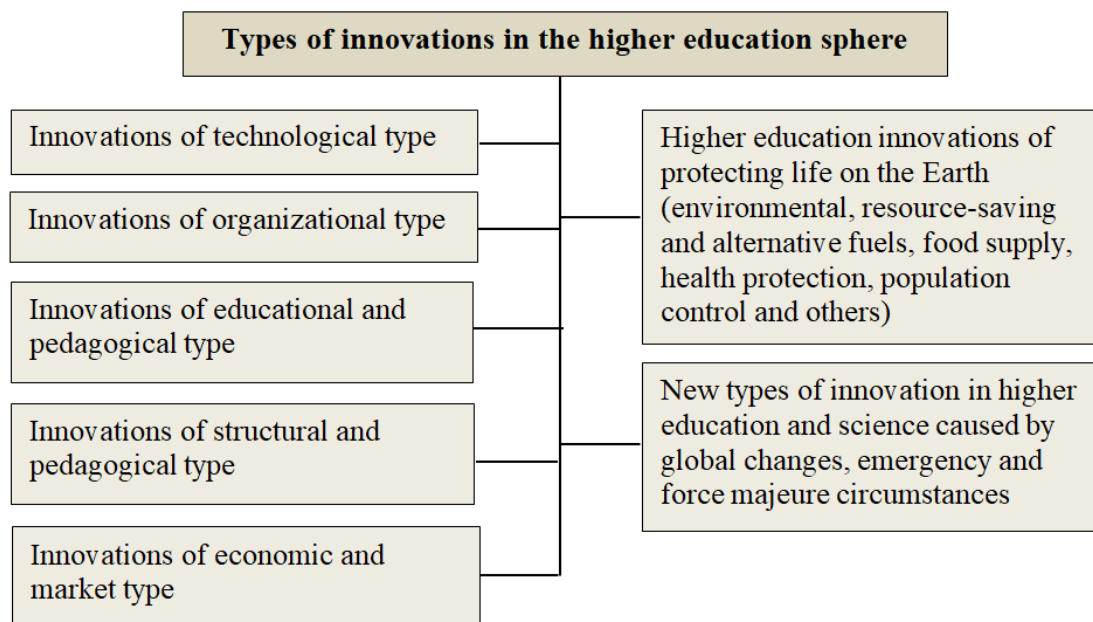 Types of innovations in the higher education sphere
Innovations of technological type
Innovations of organizational type
Innovations of educational and
pedagogical type
Innovations of structural and
pedagogical type
Innovations of economic and
market type
Higher education innovations of
protecting life on the Earth
(environmental, resource-saving
and alternative fuels, food supply,
health protection, population
control and others)
New types of innovation in higher
education and science caused by
global changes, emergency and
force majeure circumstances